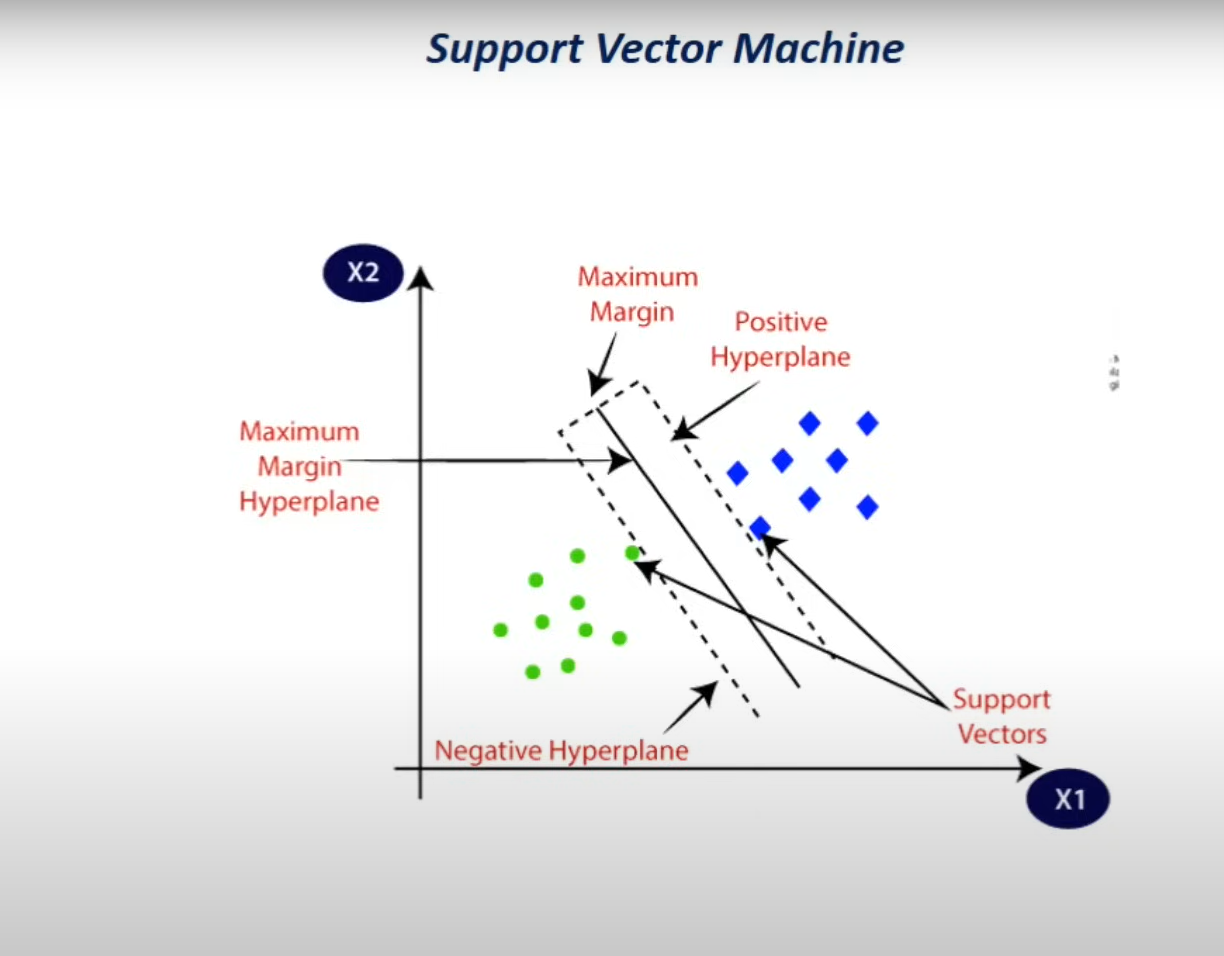 Support Vector Machine
X2
Maximum
Margin
Positive
Hyperplane
Maximum
Margin
Hyperplane
Support
Vectors
Negative Hyperplane
X1